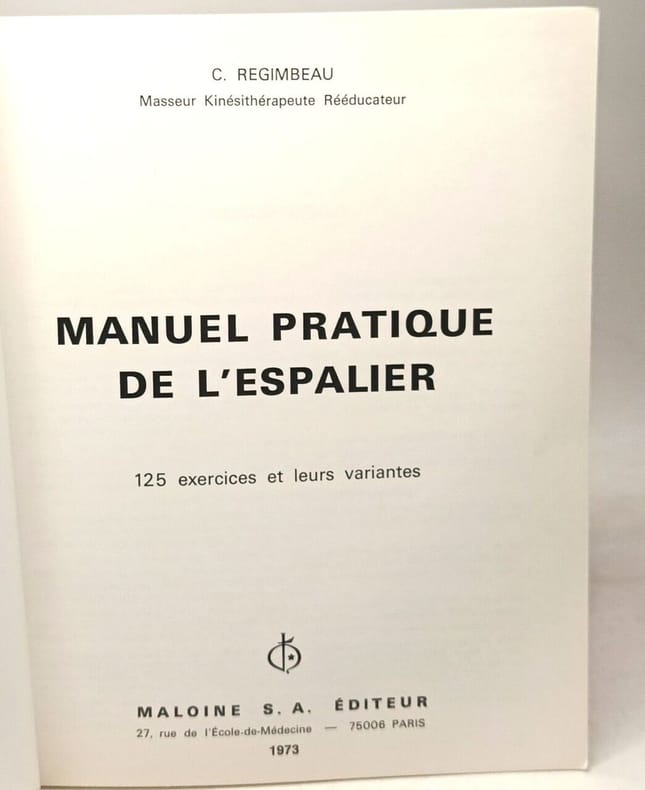 C. REGIMBEAU
Masseur Kinésithérapeute Rééducateur
MANUEL PRATIQUE
DE L'ESPALIER
125 exercices et leurs variantes
MALOINE S. A. ÉDITEUR
27, rue de l'École-de-Médecine — 75006 PARIS
1973